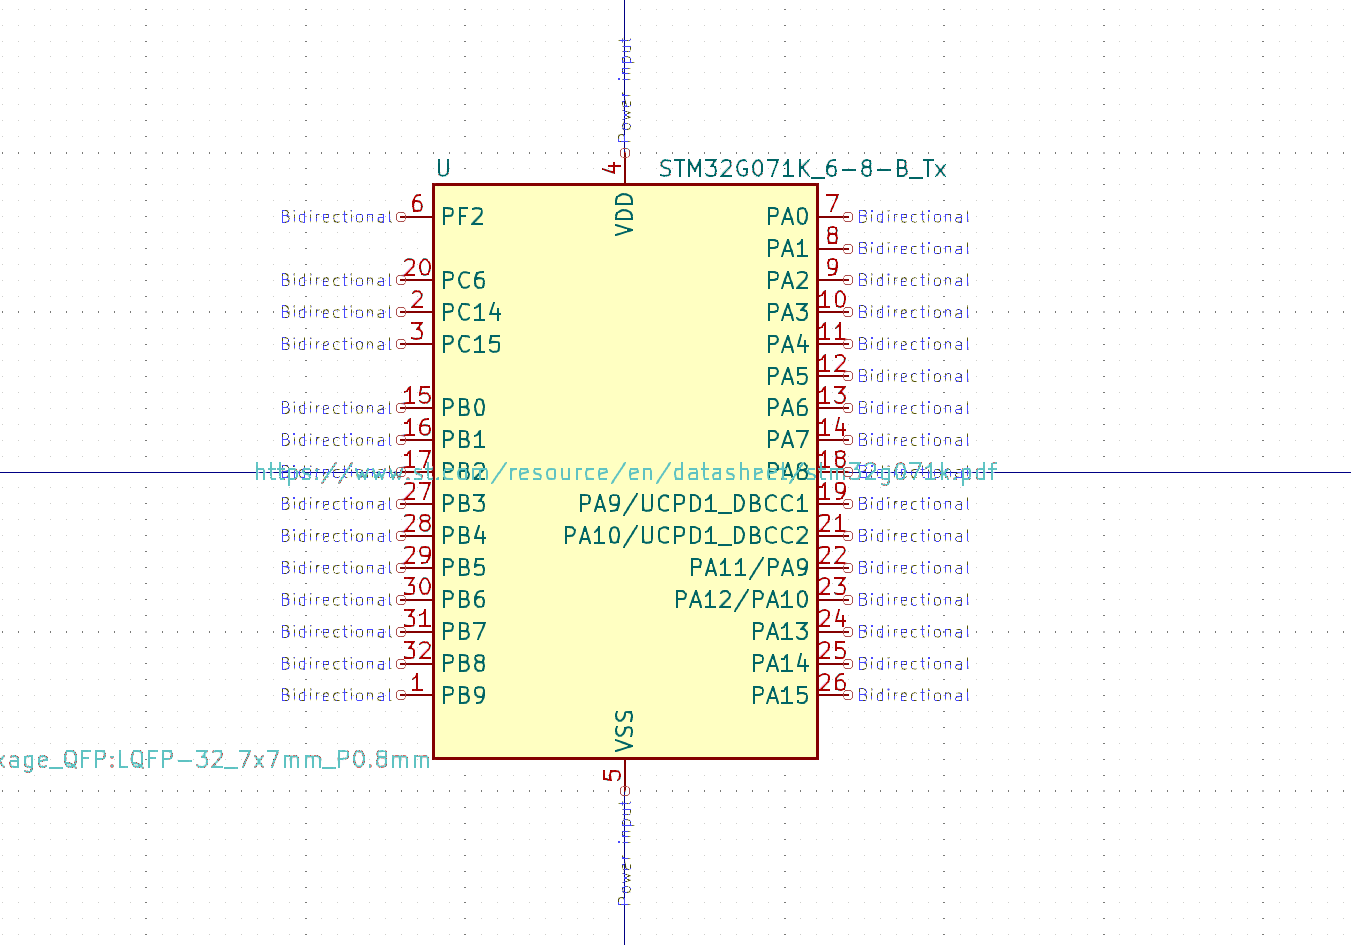 Power input
4
U STM32G071K_6-8-B_Tx
VDD
Bidirectional 6 PF2 PA0 7 Bidirectional
PA1 8 Bidirectional
Bidirectional 20 PC6 PA2 9 Bidirectional
Bidirectional 2 PC14 PA3 10 Bidirectional
Bidirectional 3 PC15 PA4 11 Bidirectional
PA5 12 Bidirectional
Bidirectional 15 PB0 PA6 13 Bidirectional
Bidirectional 16 PB1 PA7 14 Bidirectional
Bidirectional 17 PB2 PA8 18 Bidirectional
https://www.st.com/resource/en/datasheet/stm32g071k.pdf
Bidirectional 27 PB3 PA9/UCPD1_DBCC1 19 Bidirectional
Bidirectional 28 PB4 PA10/UCPD1_DBCC2 21 Bidirectional
Bidirectional 29 PB5 PA11/PA9 22 Bidirectional
Bidirectional 30 PB6 PA12/PA10 23 Bidirectional
Bidirectional 31 PB7 PA13 24 Bidirectional
Bidirectional 32 PB8 PA14 25 Bidirectional
Bidirectional 1 PB9 PA15 26 Bidirectional
VSS
kage_QFP:LQFP-32_7x7mm_P0.8mm
5
Power input